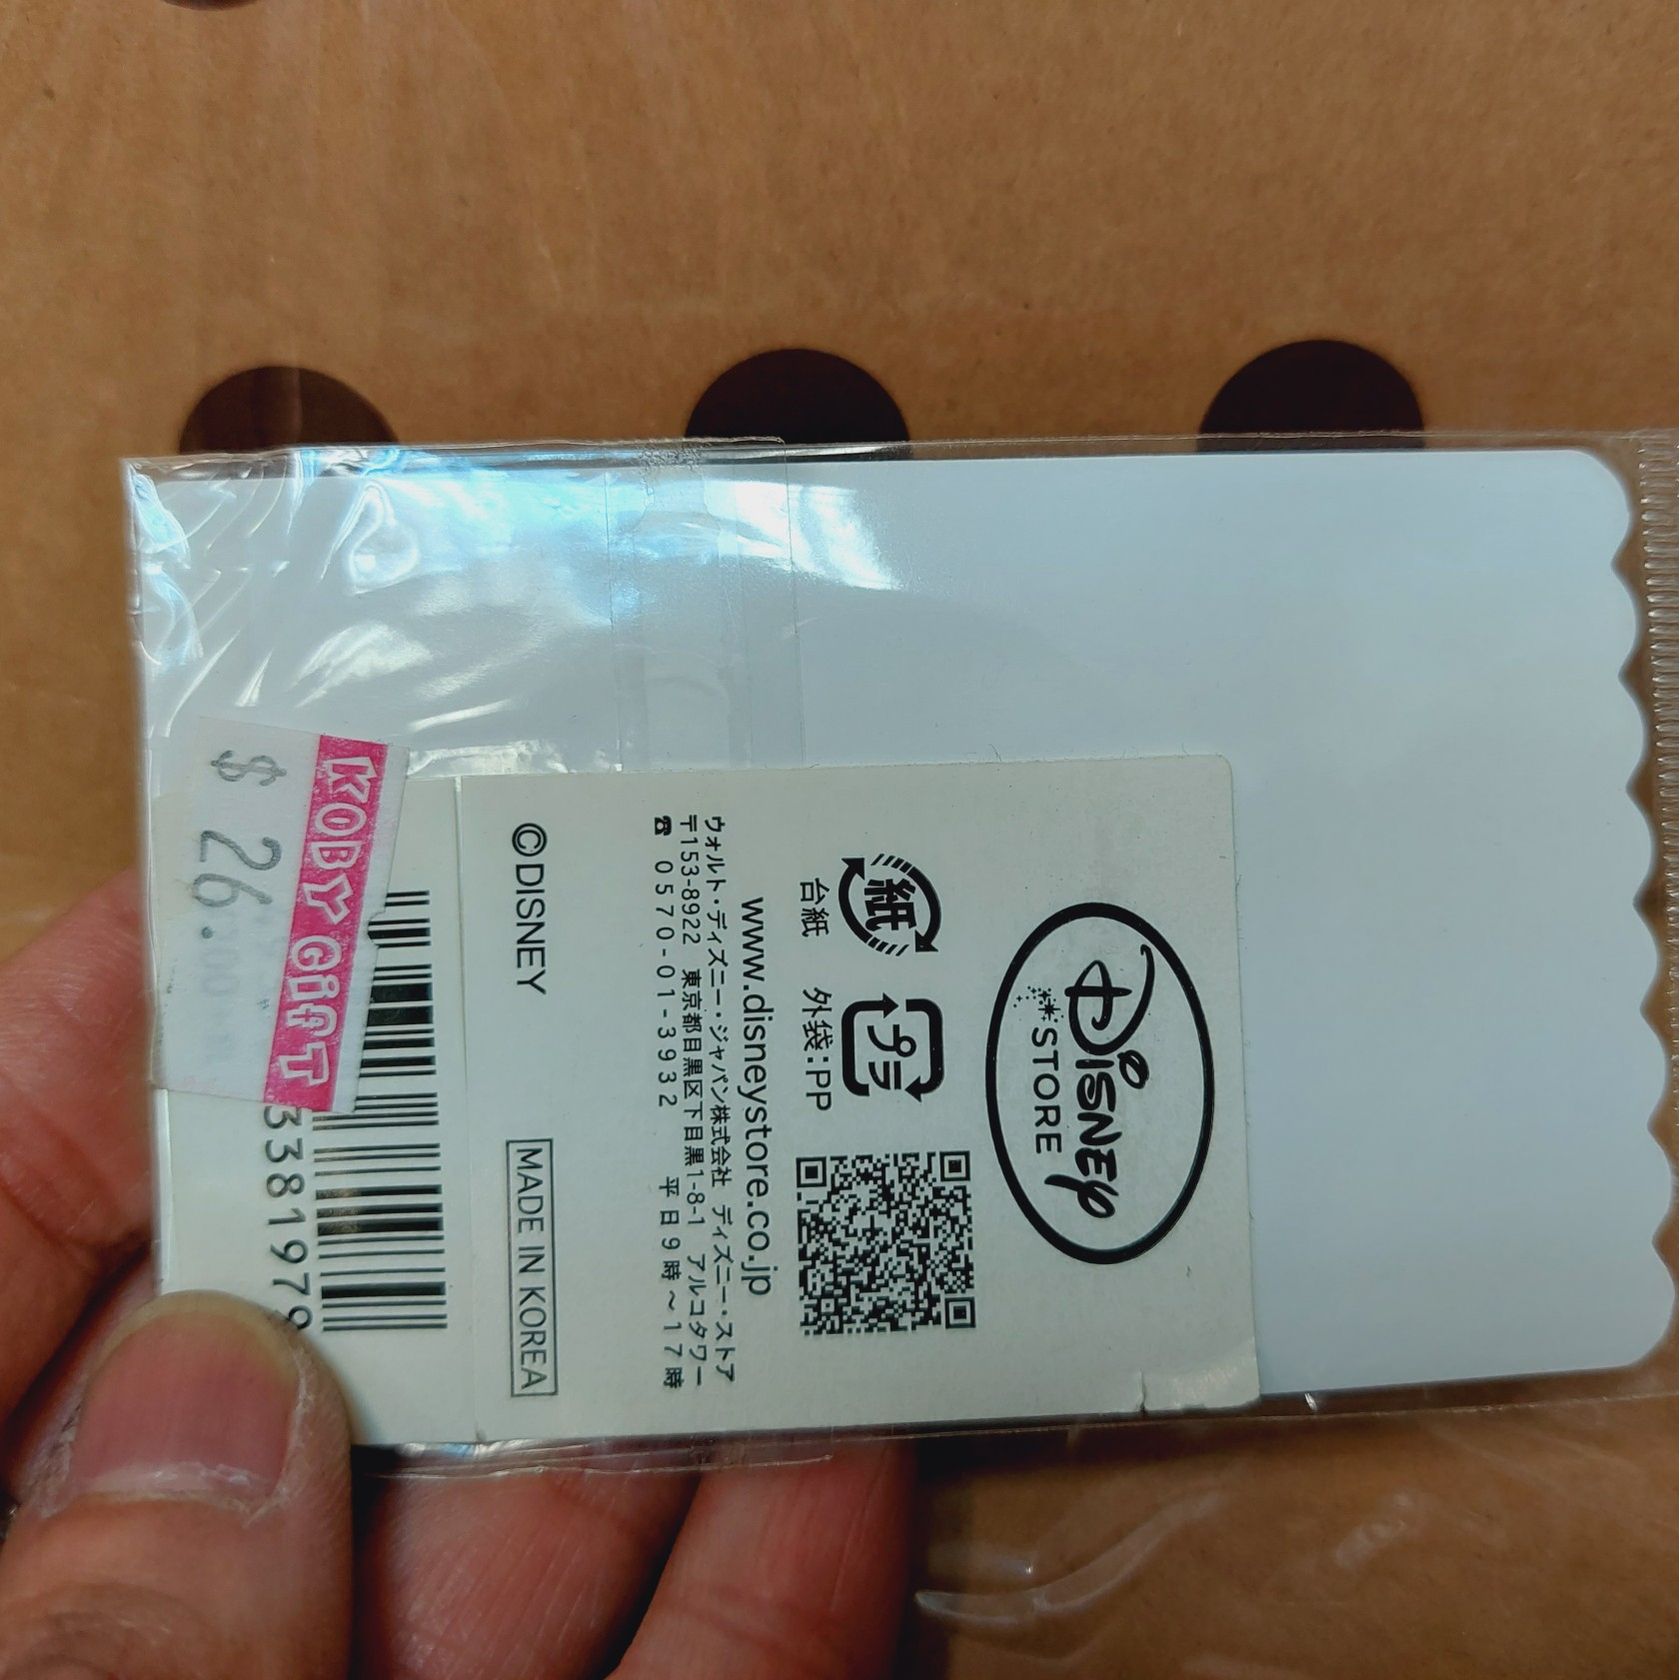 Disney
STORE
紙
プラ
台紙 外袋:PP
www.disneystore.co.jp
ウォルト・ディズニー・ジャパン株式会社 ディズニー・ストア
〒153-8922 東京都目黒区下目黒1-8-1 アルコタワー
☎ 0570-01-3932 平日9時~17時
©DISNEY MADE IN KOREA
KOBY GifT
$ 26.00
3381979